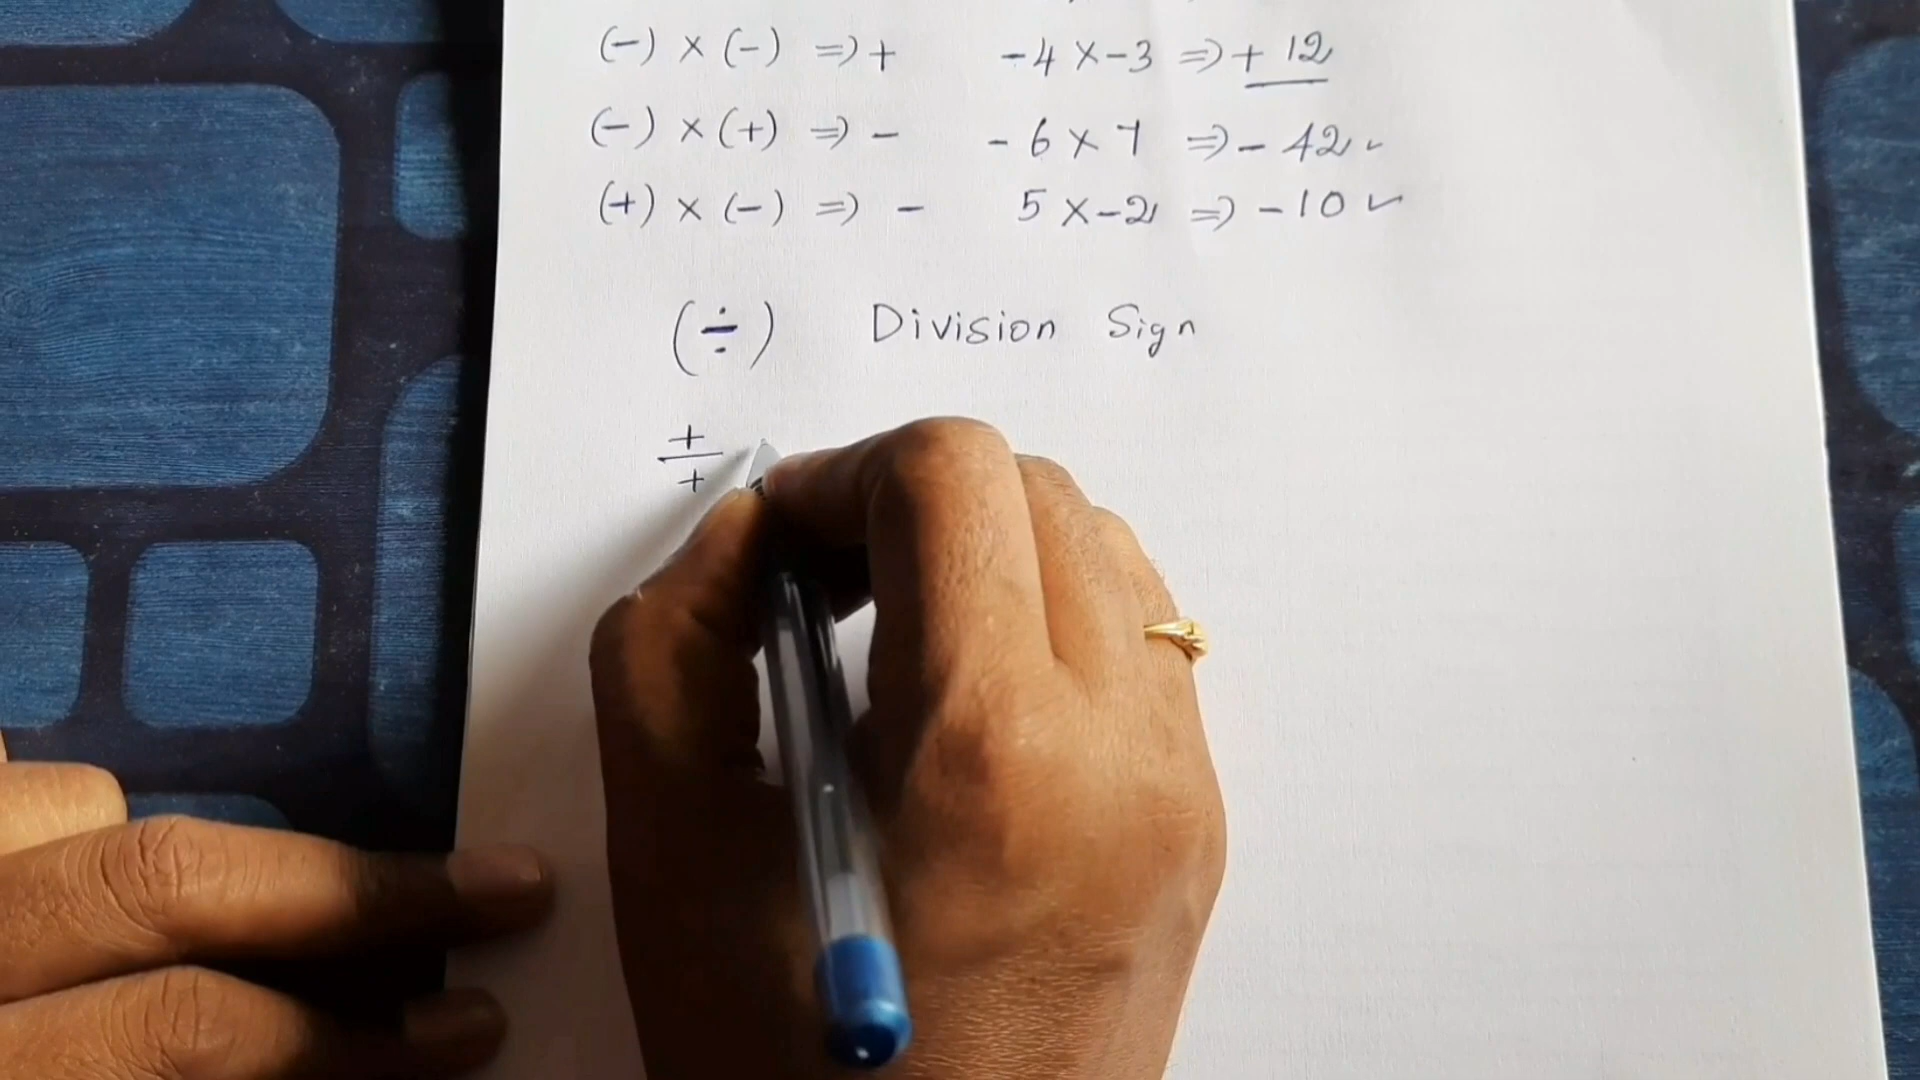 (-) × (-) => + -4 × -3 => + 12
(-) × (+) => - - 6 × 7 => - 42 ✓
(+) × (-) => - 5 × -2 => -10 ✓
(÷) Division Sign
+
+